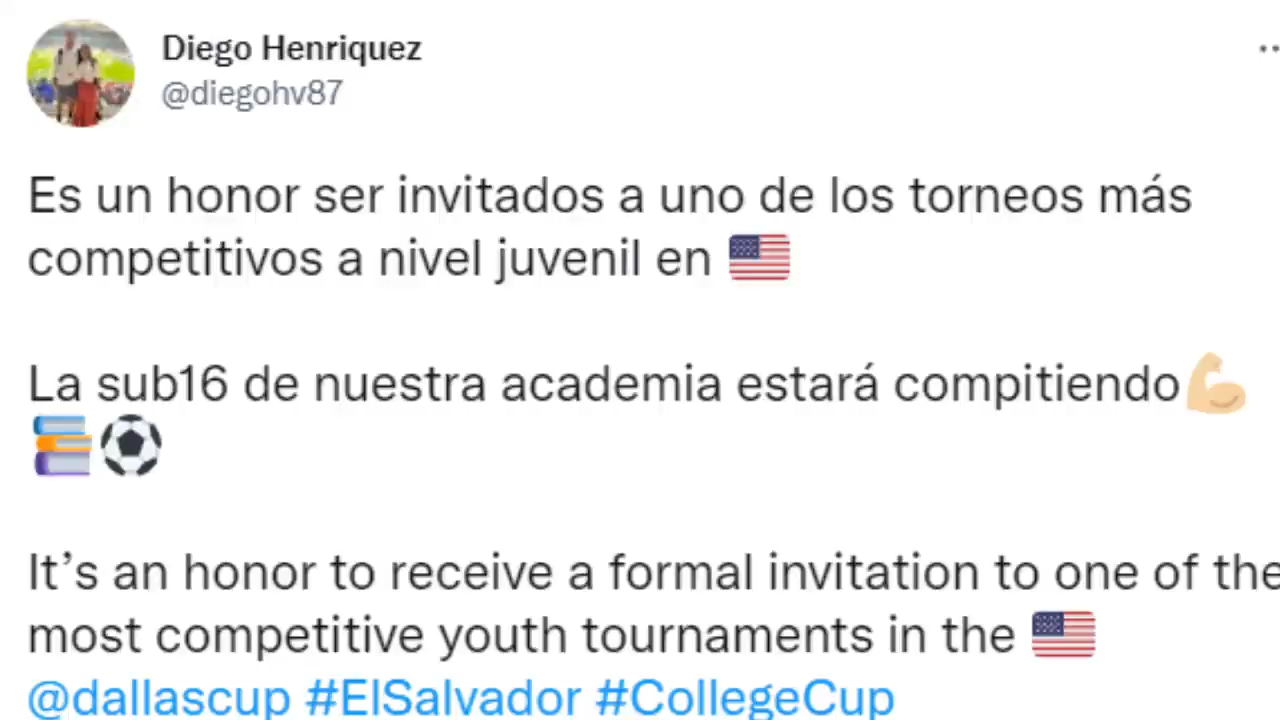 Diego Henriquez
@diegohv87
Es un honor ser invitados a uno de los torneos más
competitivos a nivel juvenil en 🇺🇸
La sub16 de nuestra academia estará compitiendo💪🏼
📚⚽
It’s an honor to receive a formal invitation to one of the
most competitive youth tournaments in the 🇺🇸
@dallascup #ElSalvador #CollegeCup